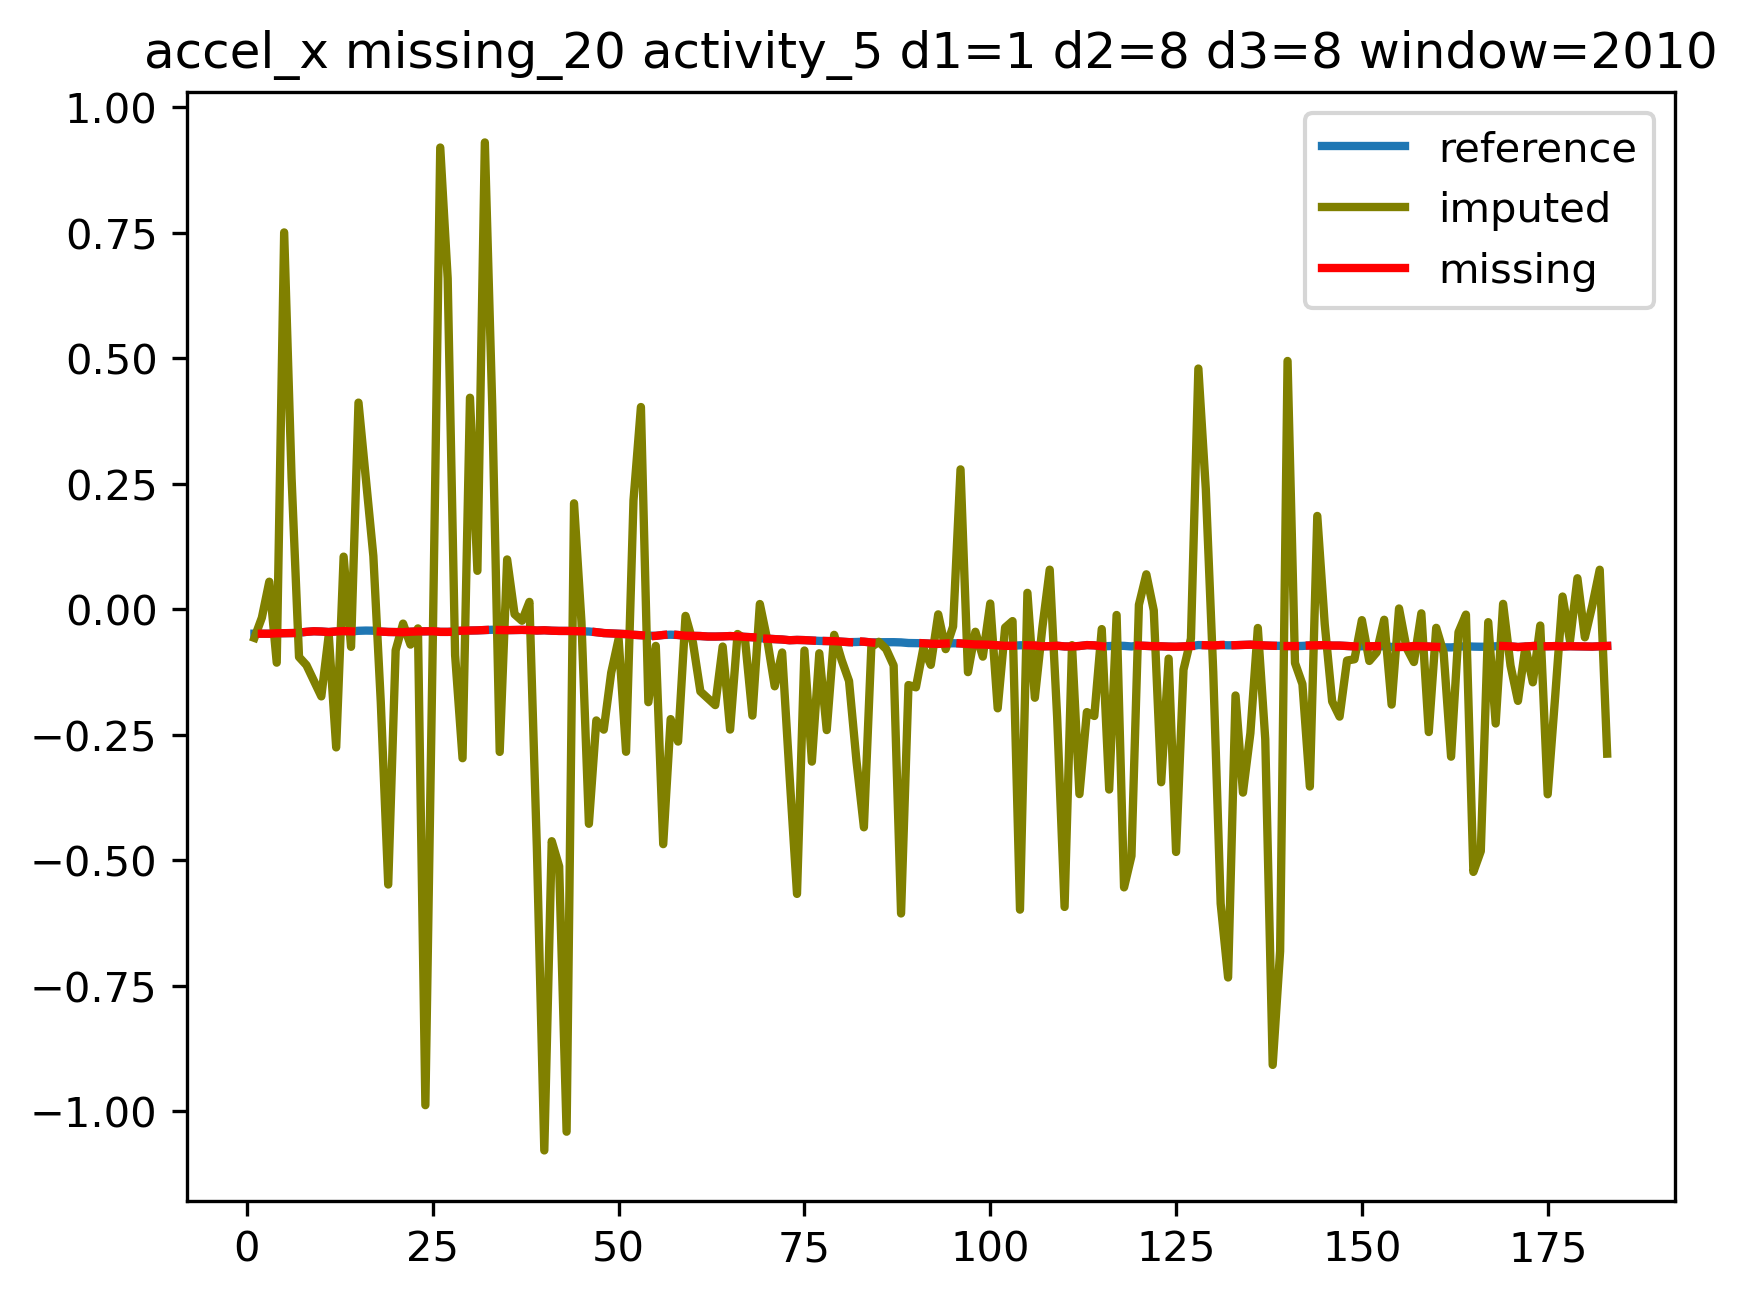 accel_x missing_20 activity_5 d1=1 d2=8 d3=8 window=2010
1.00
0.75
0.50
0.25
0.00
−0.25
−0.50
−0.75
−1.00
reference
imputed
missing
0 25 50 75 100 125 150 175